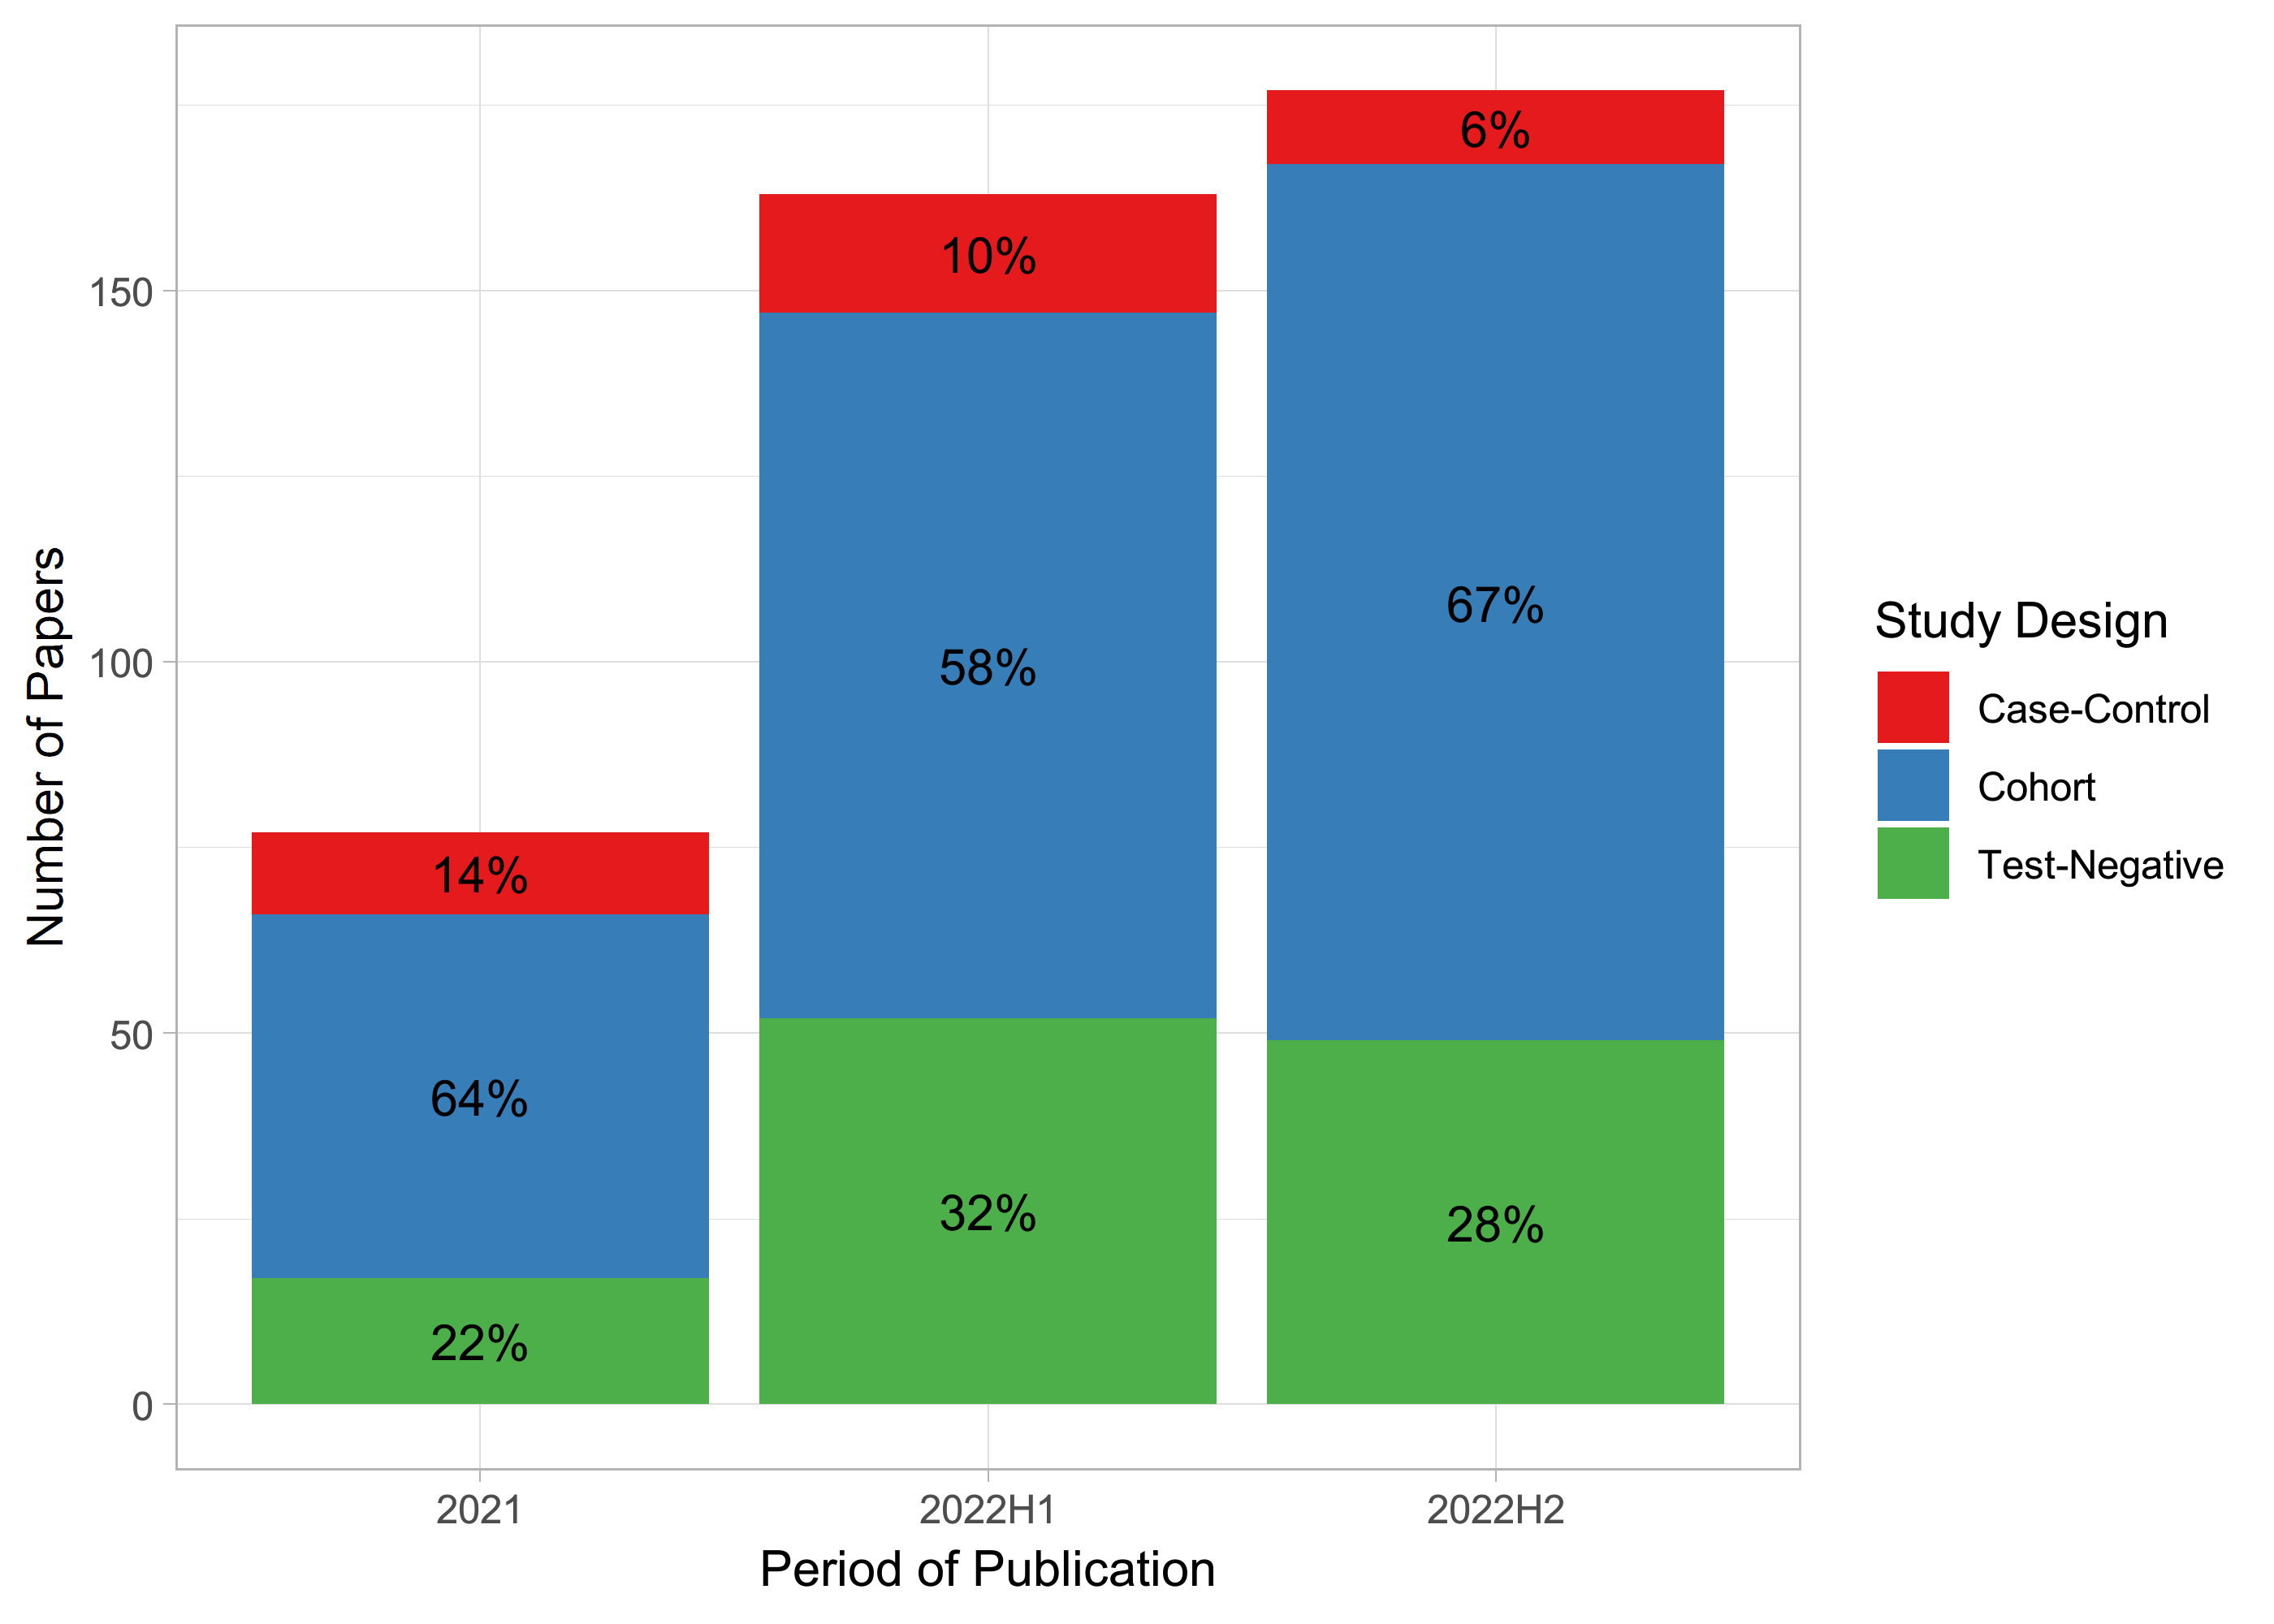 Number of Papers
150
100
50
0
14%
64%
22%
10%
58%
32%
6%
67%
28%
2021
2022H1
2022H2
Period of Publication
Study Design
Case-Control
Cohort
Test-Negative